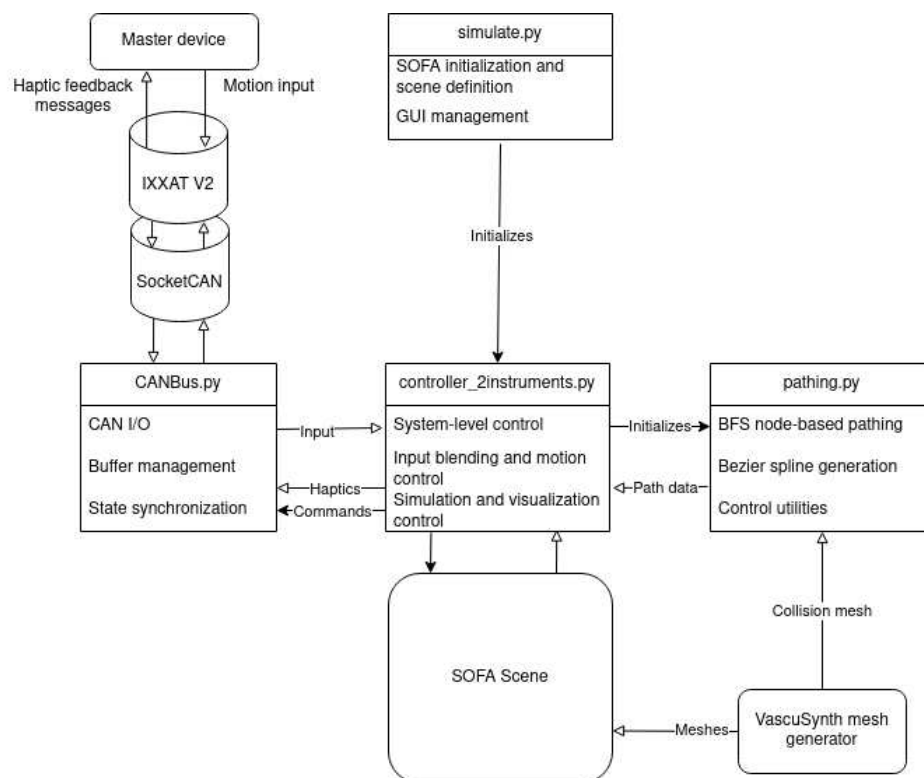 Master device
simulate.py
SOFA initialization and
scene definition
GUI management
Haptic feedback
messages
Motion input
IXXAT V2
SocketCAN
Initializes
CANBus.py
CAN I/O
Buffer management
State synchronization
Input
Haptics
Commands
controller_2instruments.py
System-level control
Input blending and motion
control
Simulation and visualization
control
Initializes
Path data
pathing.py
BFS node-based pathing
Bezier spline generation
Control utilities
Collision mesh
SOFA Scene
Meshes
VascuSynth mesh
generator